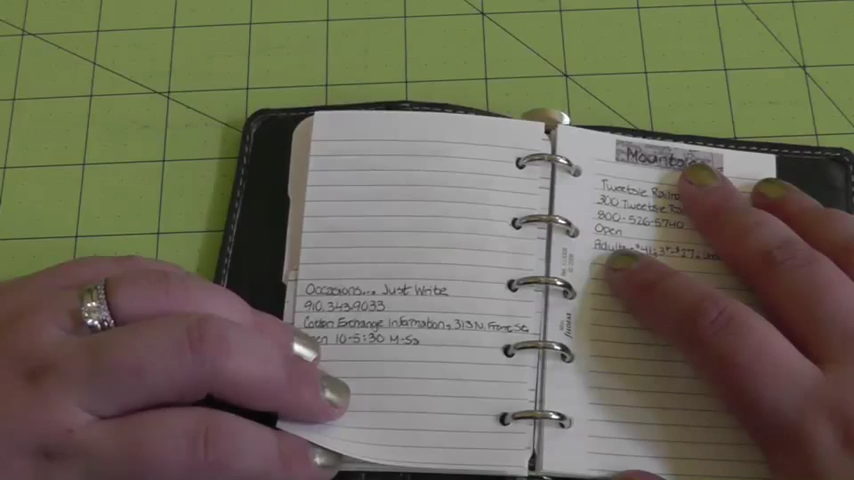 Occasions... Just Write
910.343.9033
Cotton Exchange Information, 313 N. Front St
10-5:30 M-Sa
Mountains
Tweetsie Railroad
300 Tweetsie
800-526-5740
Open
Adults